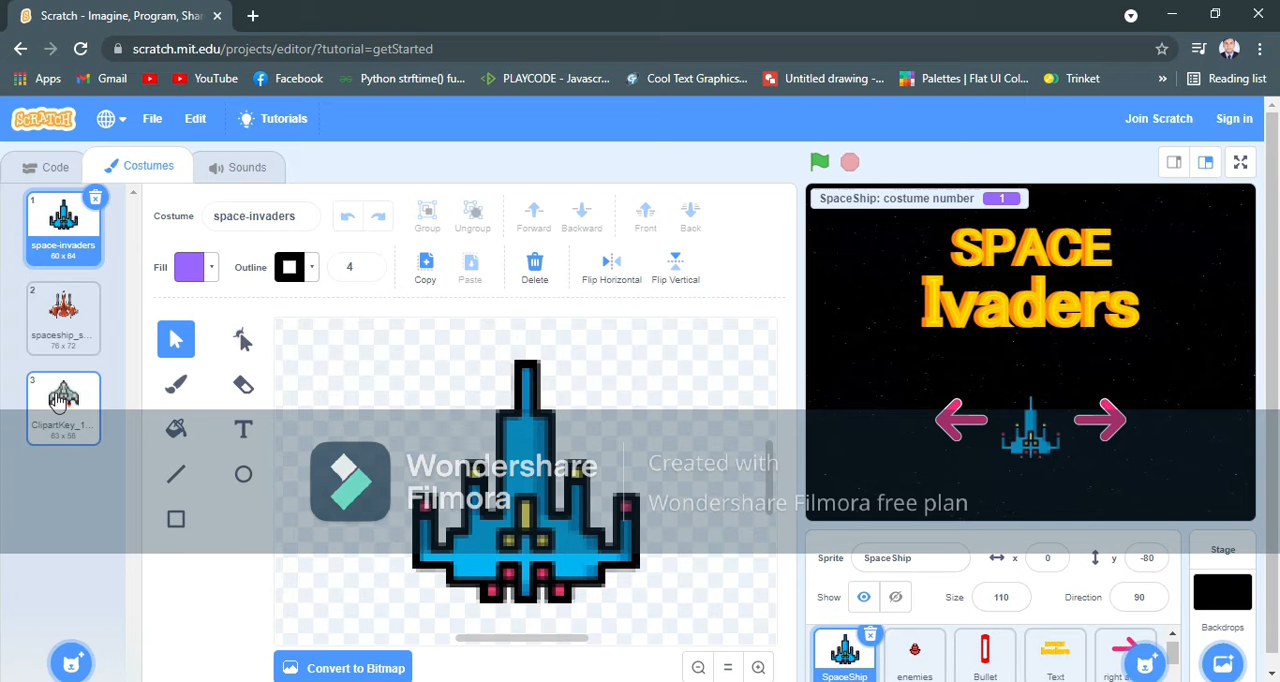 Scratch - Imagine, Program, Shar
scratch.mit.edu/projects/editor/?tutorial=getStarted
Apps Gmail YouTube Facebook Python strftime() fu... PLAYCODE - Javascr... Cool Text Graphics... Untitled drawing -... Palettes | Flat UI Col... Trinket » Reading list
SCRATCH File Edit Tutorials Join Scratch Sign in
Code Costumes Sounds
1
space-invaders
60 x 64
2
spaceship_s...
76 x 72
3
ClipartKey_1...
63 x 58
Costume space-invaders Group Ungroup Forward Backward Front Back
Fill Outline 4 Copy Paste Delete Flip Horizontal Flip Vertical
T
Convert to Bitmap
SpaceShip: costume number 1
SPACE
Ivaders
Wondershare
Filmora
Created with
Wondershare Filmora free plan
Sprite SpaceShip x 0 y -80
Show Size 110 Direction 90
SpaceShip enemies Bullet Text right a
Stage
Backdrops